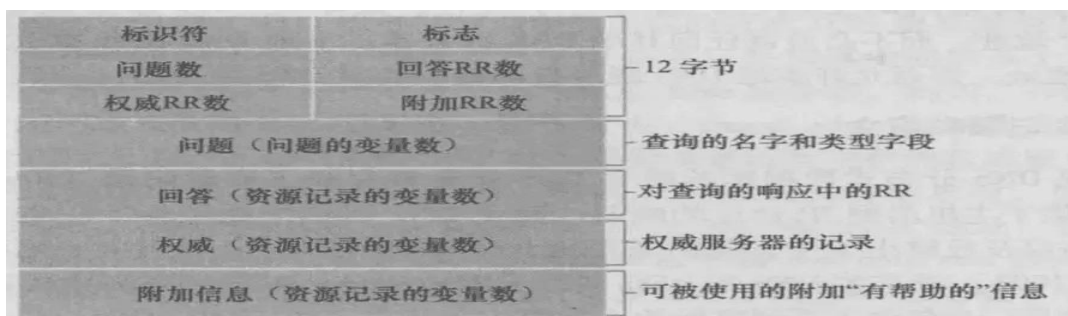 标识符 标志
问题数 回答RR数 12 字节
权威RR数 附加RR数
问题（问题的变量数） 查询的名字和类型字段
回答（资源记录的变量数） 对查询的响应中的RR
权威（资源记录的变量数） 权威服务器的记录
附加信息（资源记录的变量数） 可被使用的附加“有帮助的”信息